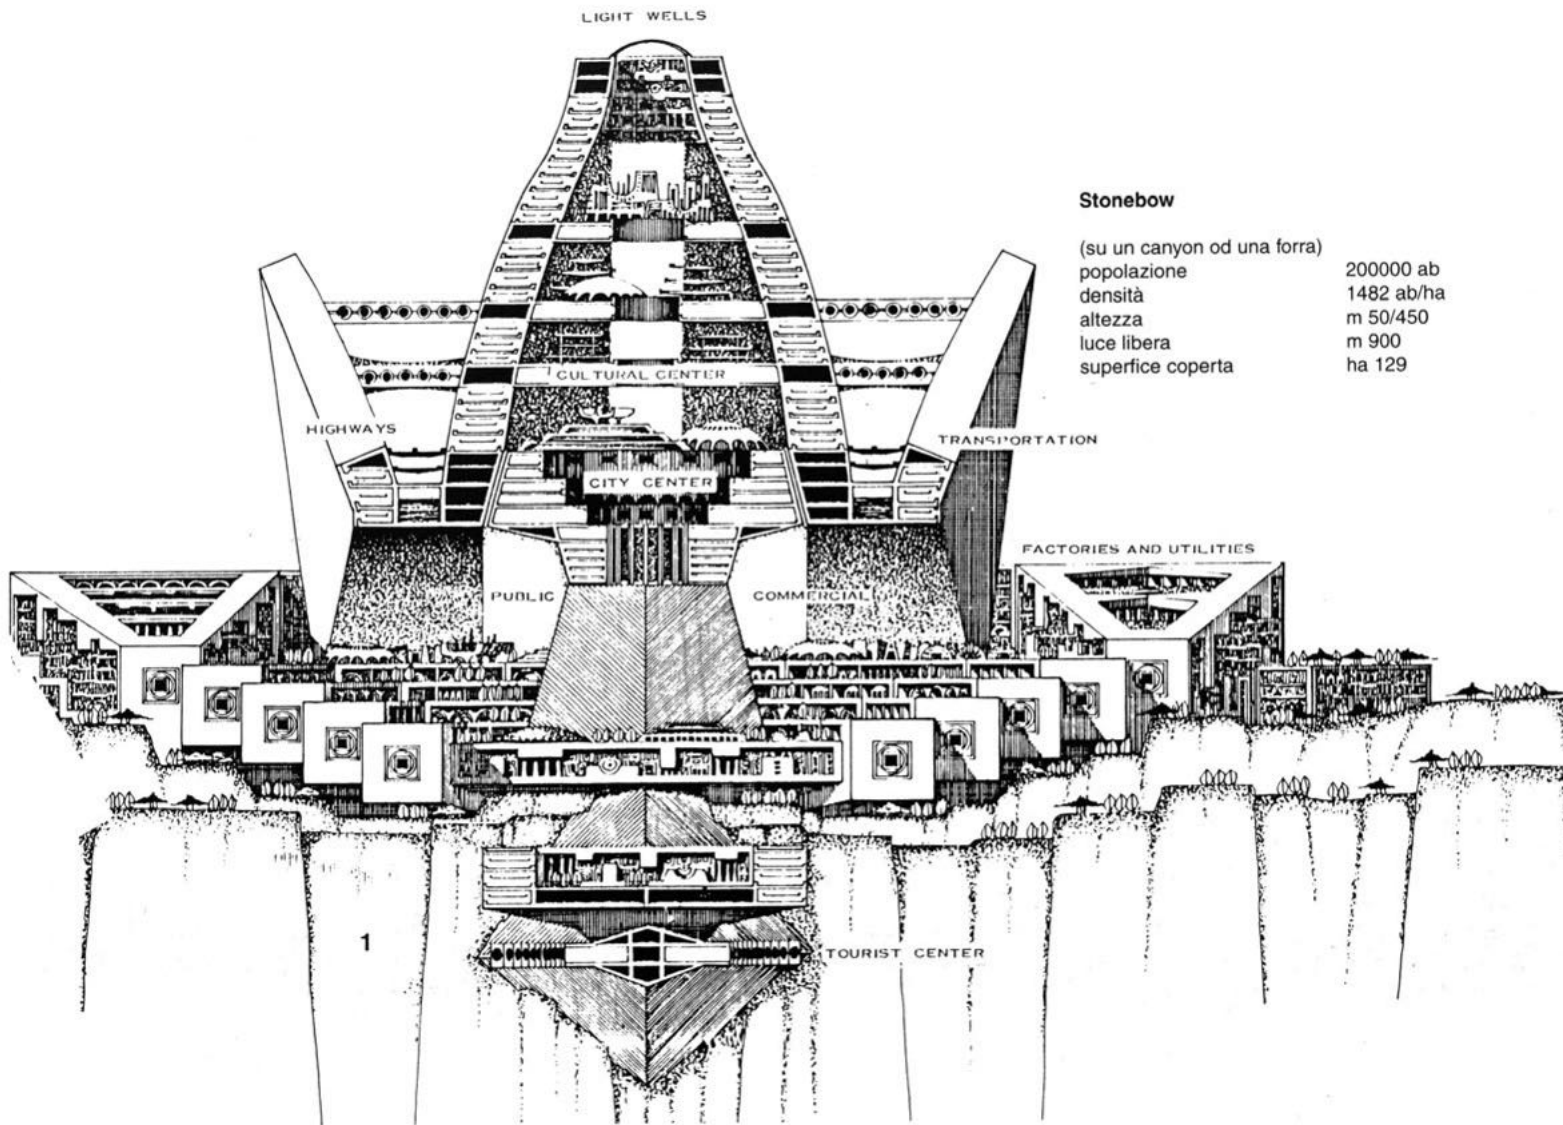 LIGHT WELLS
Stonebow
(su un canyon od una forra)
popolazione 200000 ab
densità 1482 ab/ha
altezza m 50/450
luce libera m 900
superfice coperta ha 129
CULTURAL CENTER
HIGHWAYS
TRANSPORTATION
CITY CENTER
FACTORIES AND UTILITIES
PUBLIC
COMMERCIAL
1
TOURIST CENTER